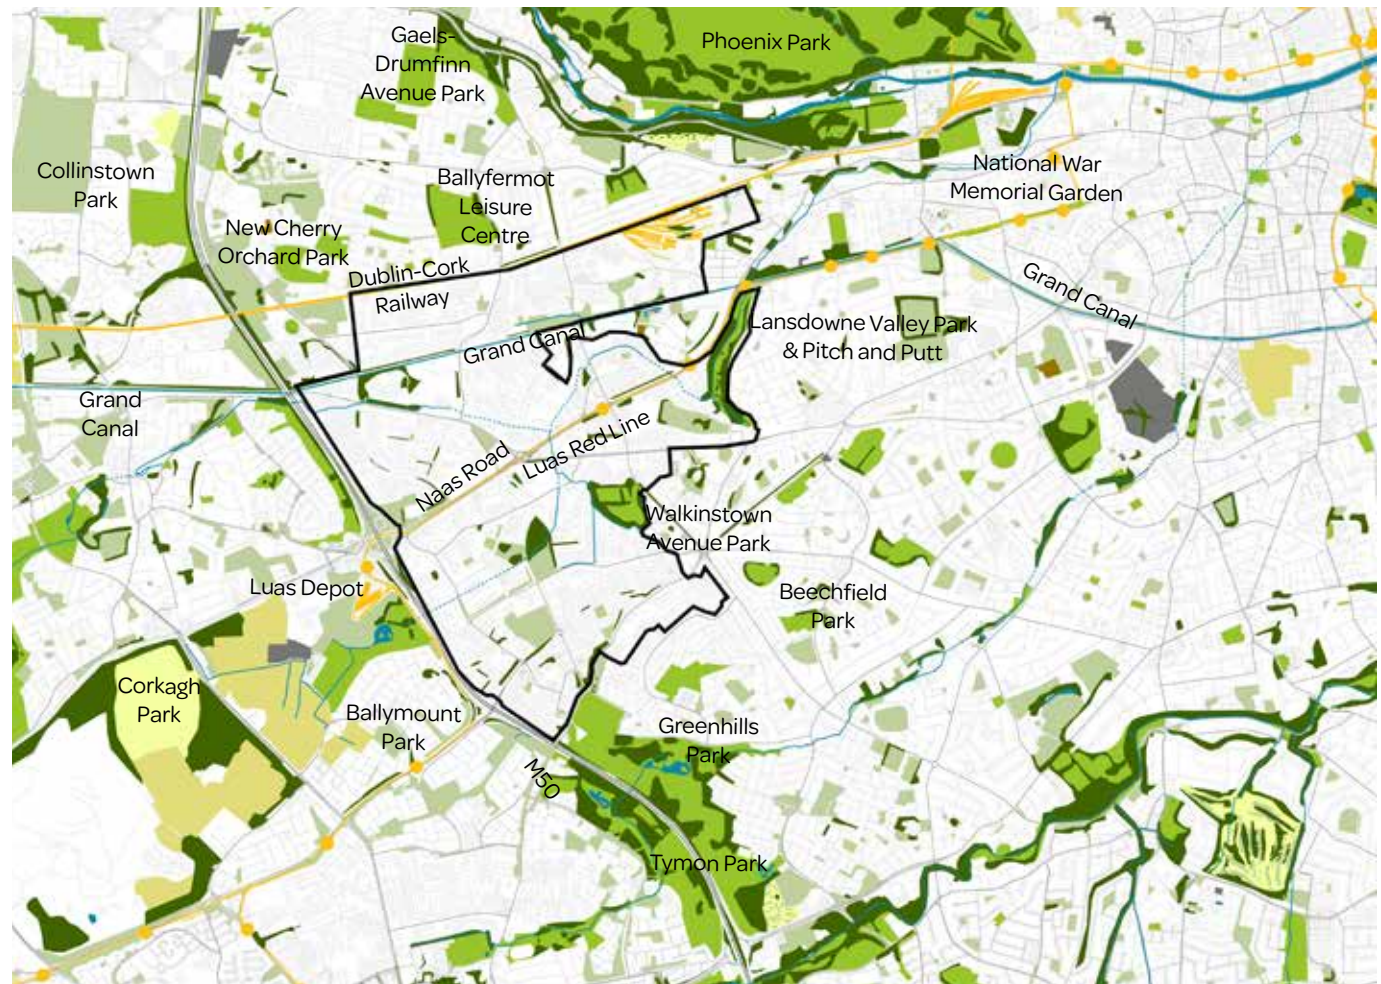 Gaels-
Drumfinn
Avenue Park
Phoenix Park
Collinstown
Park
Ballyfermot
Leisure
Centre
National War
Memorial Garden
New Cherry
Orchard Park
Dublin-Cork
Railway
Grand Canal
Grand Canal
Lansdowne Valley Park
& Pitch and Putt
Grand
Canal
Naas Road
Luas Red Line
Walkinstown
Avenue Park
Luas Depot
Beechfield
Park
Corkagh
Park
Ballymount
Park
Greenhills
Park
M50
Tymon Park